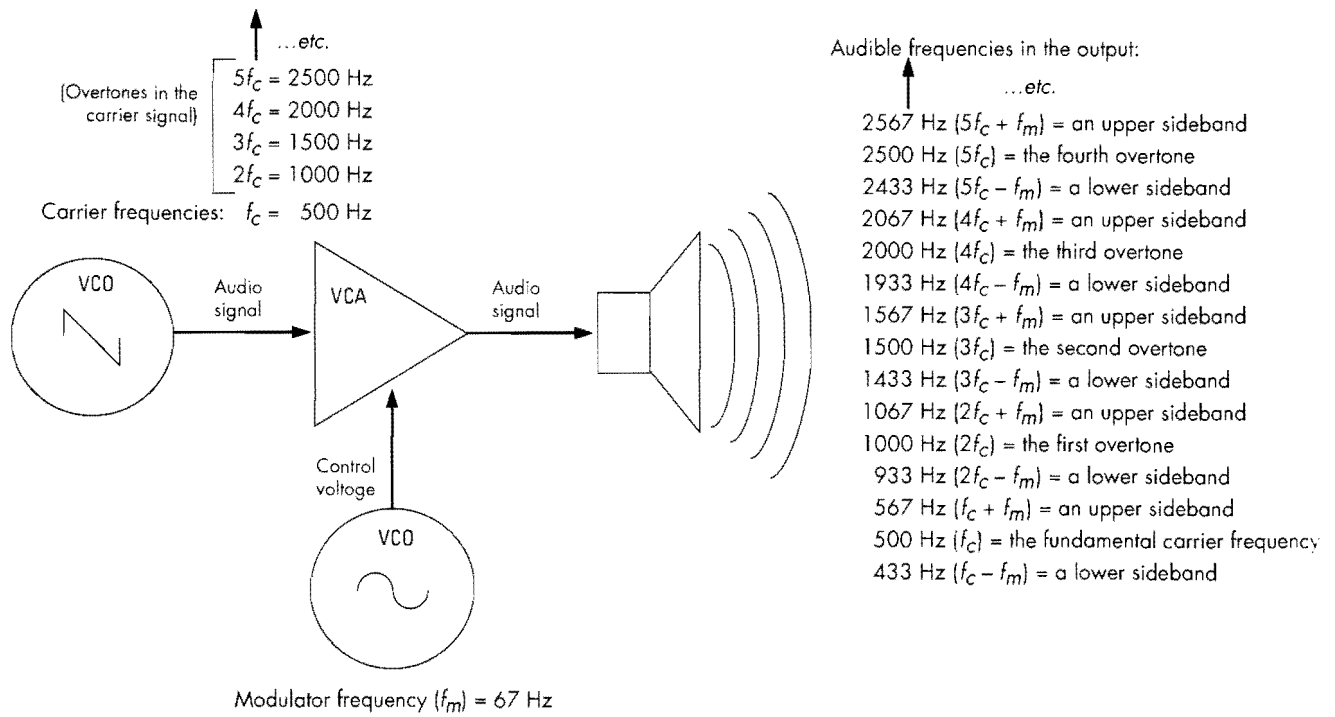 ...etc.
5fc = 2500 Hz
(Overtones in the
carrier signal)
4fc = 2000 Hz
3fc = 1500 Hz
2fc = 1000 Hz
Carrier frequencies: fc = 500 Hz
VCO
Audio
signal
VCA
Audio
signal
Control
voltoge
VCO
Modulator frequency (fm) = 67 Hz
Audible frequencies in the output:
...etc.
2567 Hz (5fc + fm) = an upper sideband
2500 Hz (5fc) = the fourth overtone
2433 Hz (5fc – fm) = a lower sideband
2067 Hz (4fc + fm) = an upper sideband
2000 Hz (4fc) = the third overtone
1933 Hz (4fc – fm) = a lower sideband
1567 Hz (3fc + fm) = an upper sideband
1500 Hz (3fc) = the second overtone
1433 Hz (3fc – fm) = a lower sideband
1067 Hz (2fc + fm) = an upper sideband
1000 Hz (2fc) = the first overtone
933 Hz (2fc – fm) = a lower sideband
567 Hz (fc + fm) = an upper sideband
500 Hz (fc) = the fundamental carrier frequency
433 Hz (fc – fm) = a lower sideband